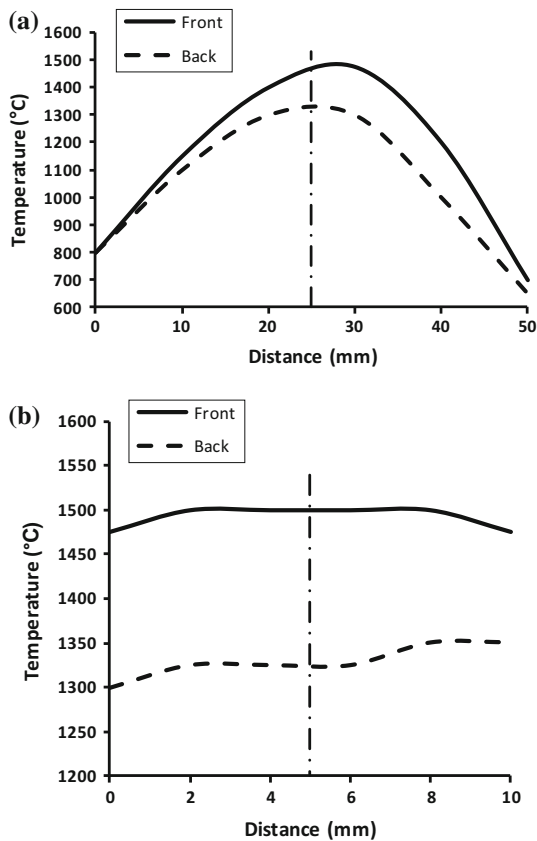 (a)
Front
Back
Temperature (°C)
1600
1500
1400
1300
1200
1100
1000
900
800
700
600
0 10 20 30 40 50
Distance (mm)
(b)
Front
Back
Temperature (°C)
1600
1550
1500
1450
1400
1350
1300
1250
1200
0 2 4 6 8 10
Distance (mm)